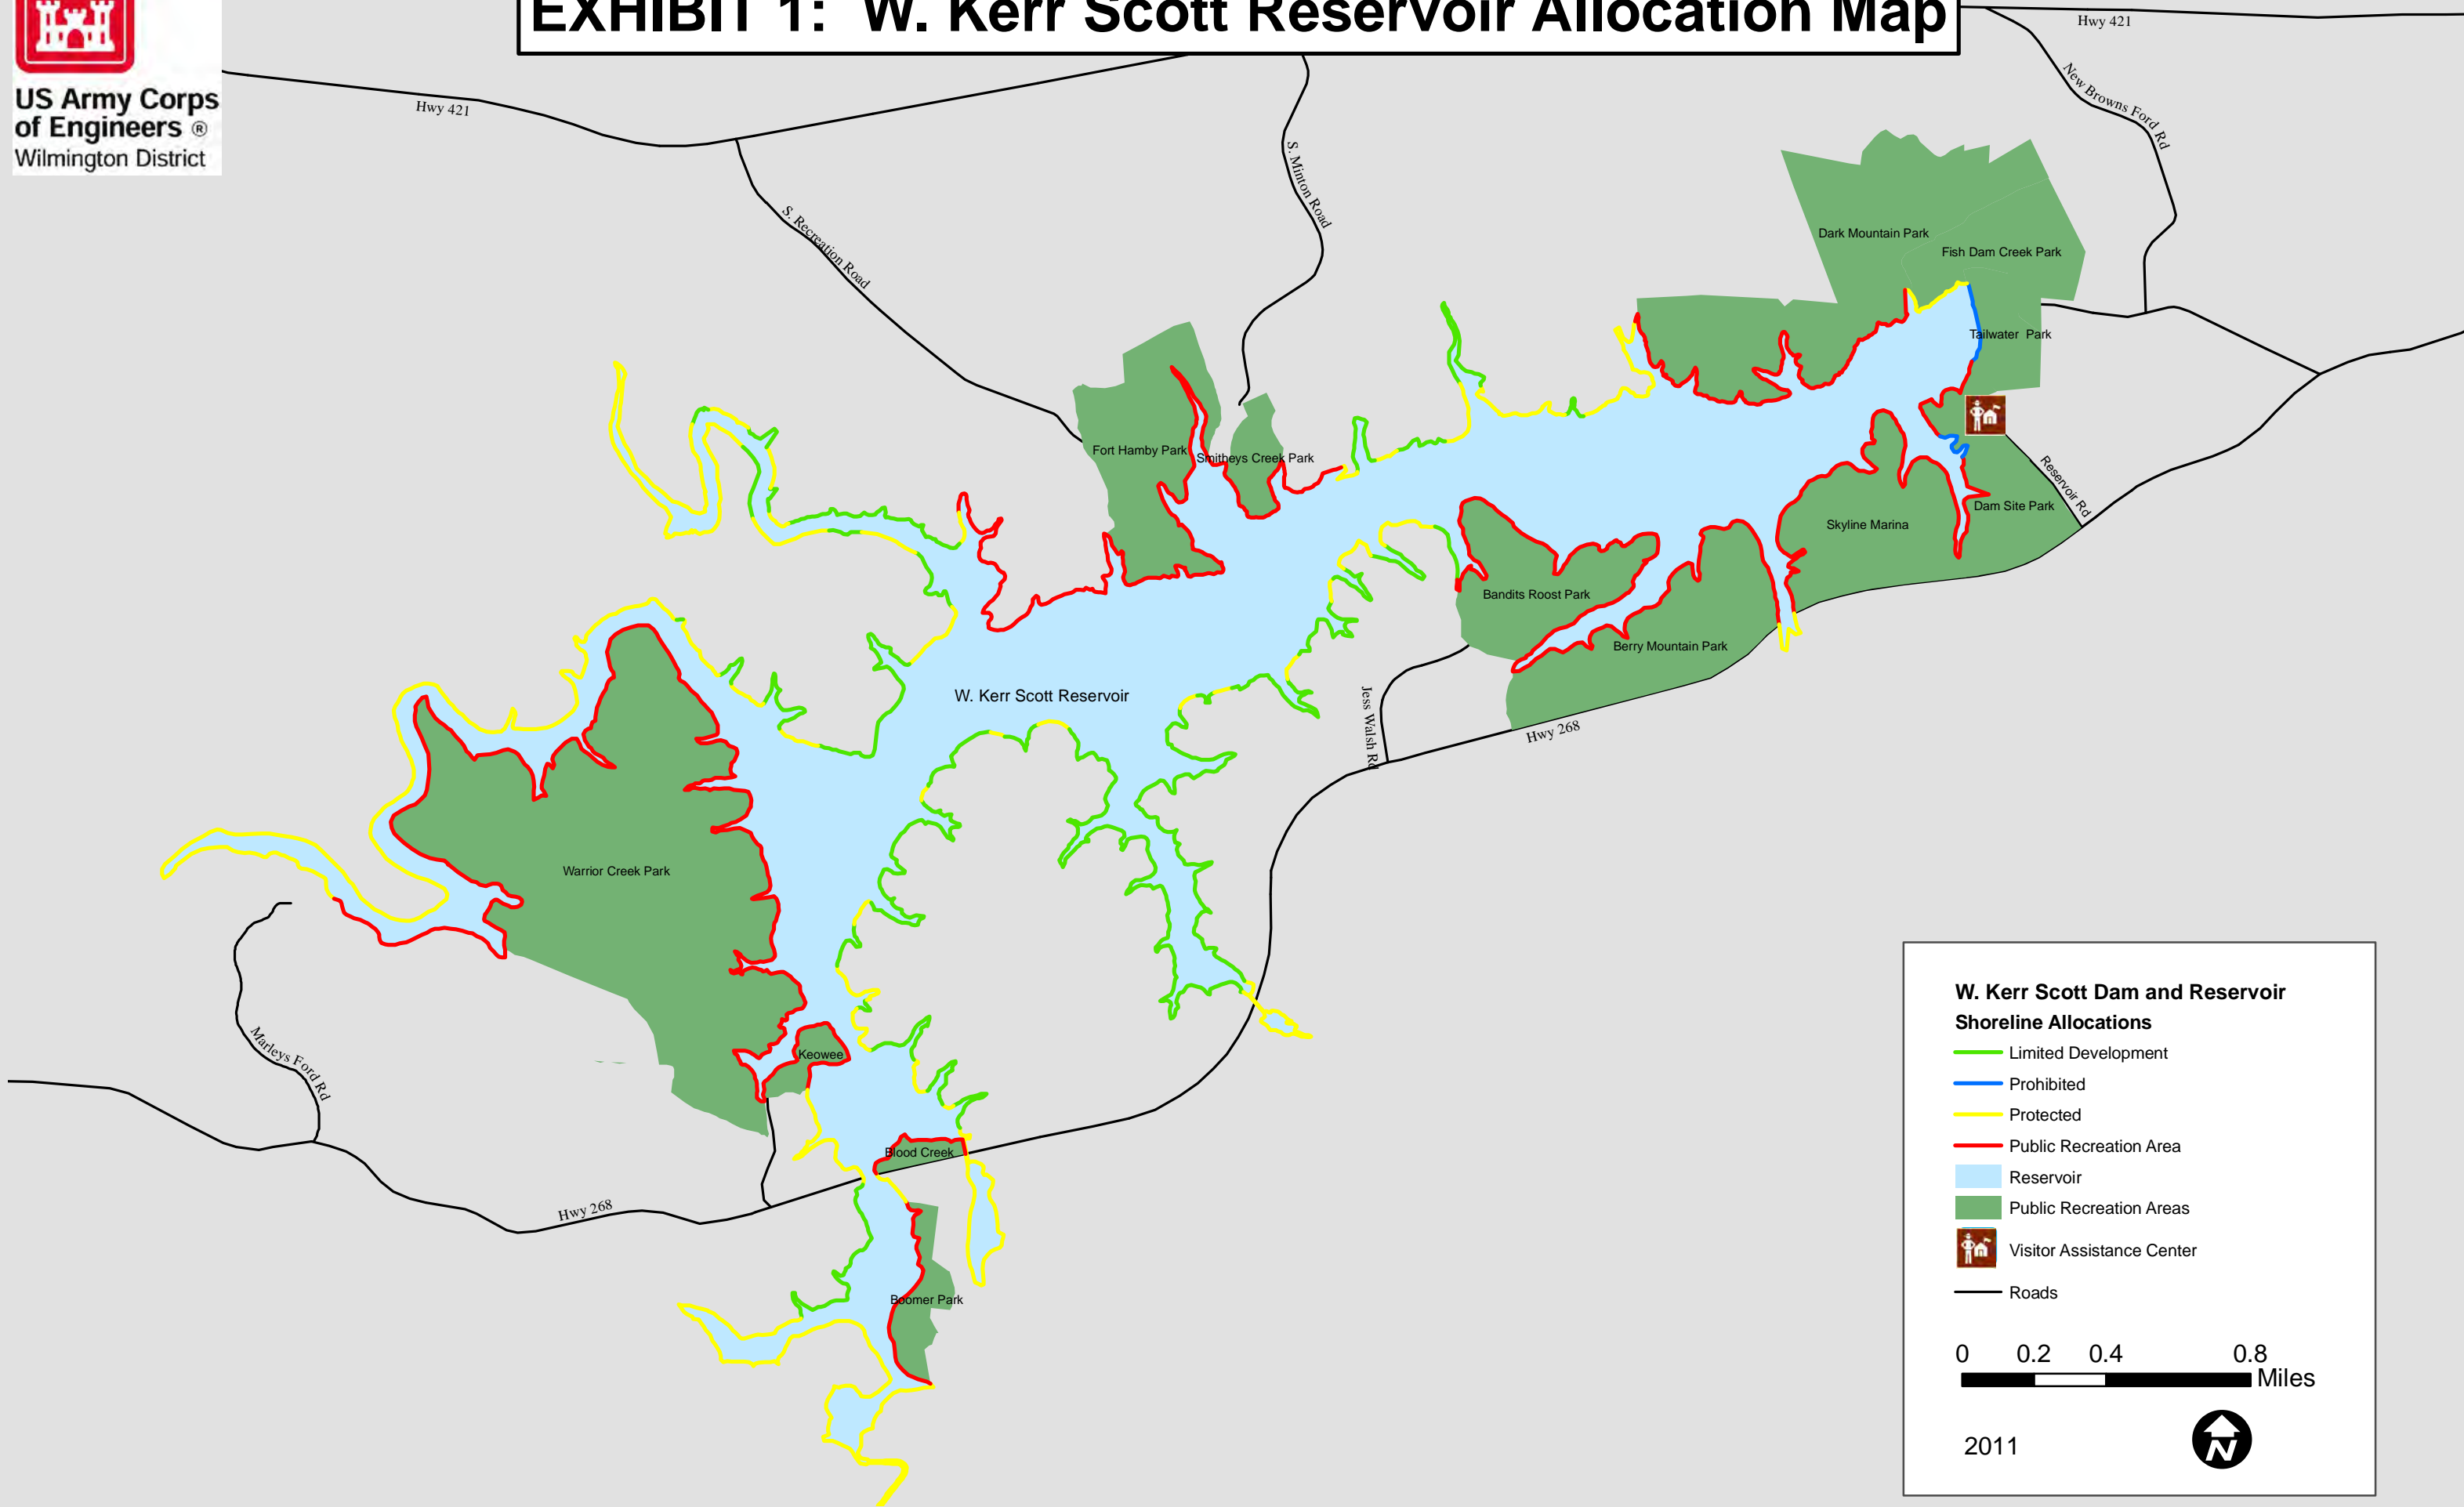 EXHIBIT 1: W. Kerr Scott Reservoir Allocation Map
US Army Corps
of Engineers ®
Wilmington District
Hwy 421
Hwy 421
New Browns Ford Rd
S. Minton Road
S. Recreation Road
Dark Mountain Park
Fish Dam Creek Park
Tailwater Park
Fort Hamby Park
Smitheys Creek Park
Reservoir Rd
Dam Site Park
Skyline Marina
Bandits Roost Park
Berry Mountain Park
W. Kerr Scott Reservoir
Jess Walsh Rd
Hwy 268
Warrior Creek Park
Marleys Ford Rd
Keowee
Blood Creek
Hwy 268
Boomer Park
W. Kerr Scott Dam and Reservoir
Shoreline Allocations
Limited Development
Prohibited
Protected
Public Recreation Area
Reservoir
Public Recreation Areas
Visitor Assistance Center
Roads
0 0.2 0.4 0.8
Miles
2011
N